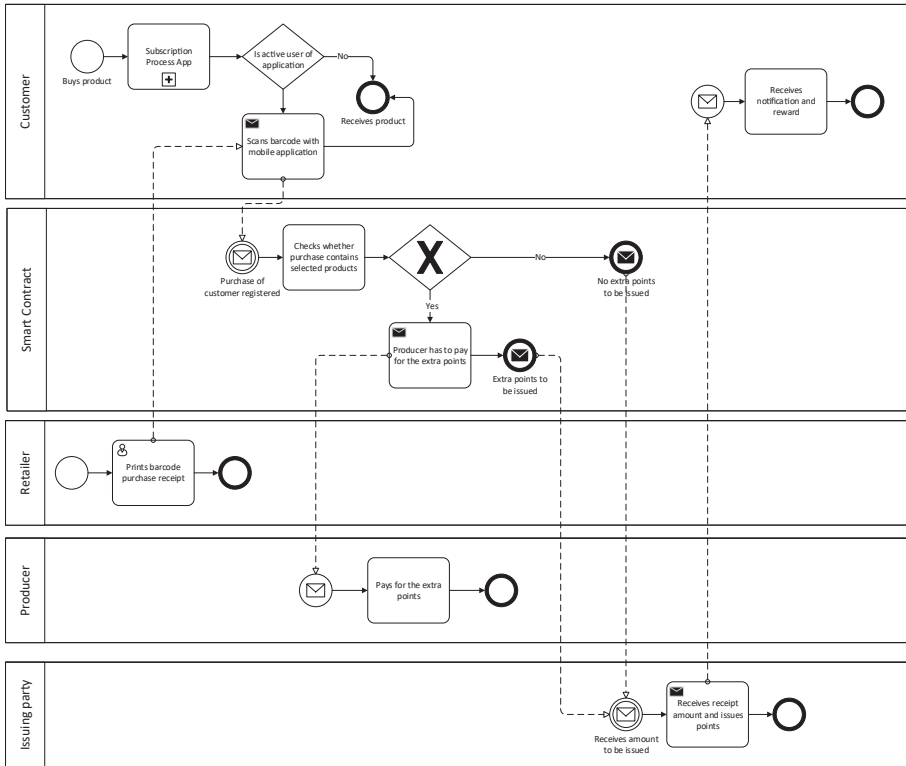 Customer
Buys product
Subscription
Process App
Is active user of
application
No
Receives product
Scans barcode with
mobile application
Receives
notification and
reward
Smart Contract
Purchase of
customer registered
Checks whether
purchase contains
selected products
X
No
No extra points
to be issued
Yes
Producer has to pay
for the extra points
Extra points to
be issued
Retailer
Prints barcode
purchase receipt
Producer
Pays for the extra
points
Issuing party
Receives amount
to be issued
Receives receipt
amount and issues
points